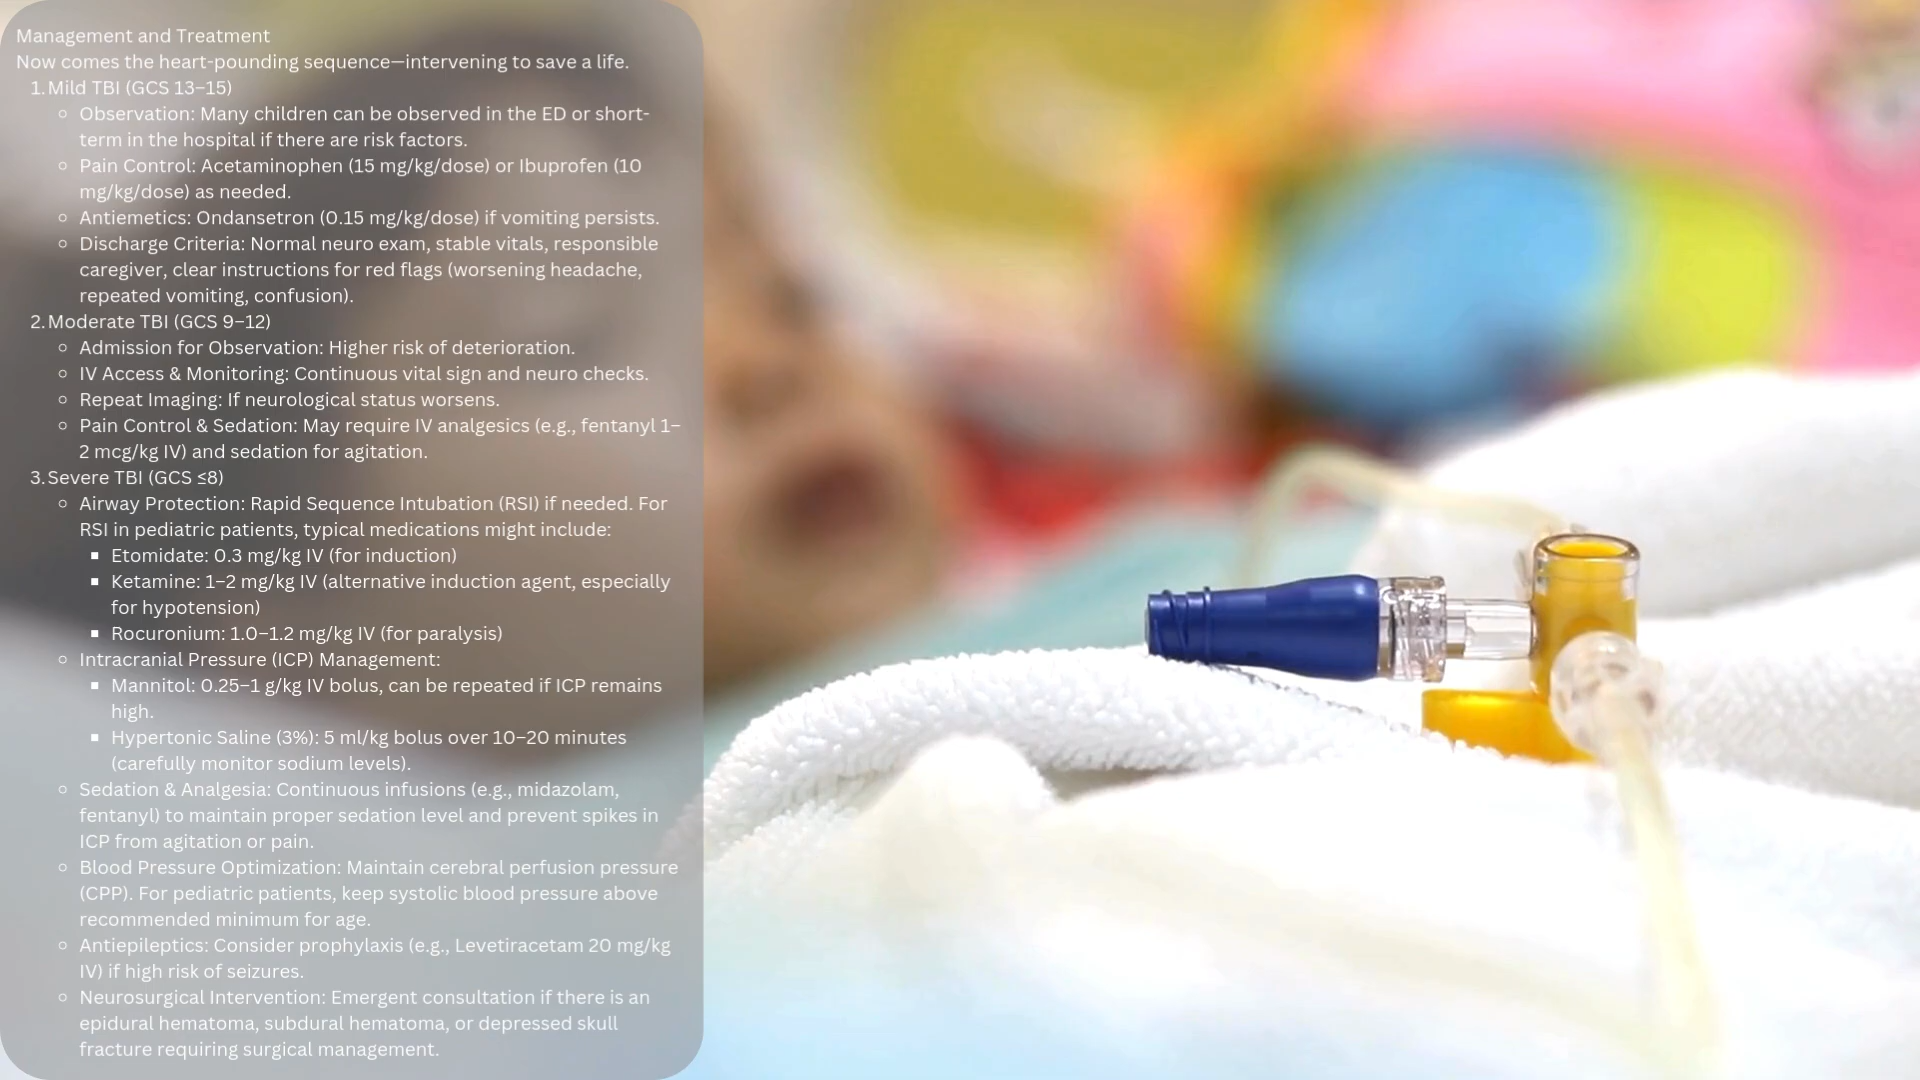 Management and Treatment
Now comes the heart-pounding sequence—intervening to save a life.
1. Mild TBI (GCS 13–15)
○ Observation: Many children can be observed in the ED or short-
term in the hospital if there are risk factors.
○ Pain Control: Acetaminophen (15 mg/kg/dose) or Ibuprofen (10
mg/kg/dose) as needed.
○ Antiemetics: Ondansetron (0.15 mg/kg/dose) if vomiting persists.
○ Discharge Criteria: Normal neuro exam, stable vitals, responsible
caregiver, clear instructions for red flags (worsening headache,
repeated vomiting, confusion).
2. Moderate TBI (GCS 9–12)
○ Admission for Observation: Higher risk of deterioration.
○ IV Access & Monitoring: Continuous vital sign and neuro checks.
○ Repeat Imaging: If neurological status worsens.
○ Pain Control & Sedation: May require IV analgesics (e.g., fentanyl 1–
2 mcg/kg IV) and sedation for agitation.
3. Severe TBI (GCS ≤8)
○ Airway Protection: Rapid Sequence Intubation (RSI) if needed. For
RSI in pediatric patients, typical medications might include:
▪ Etomidate: 0.3 mg/kg IV (for induction)
▪ Ketamine: 1–2 mg/kg IV (alternative induction agent, especially
for hypotension)
▪ Rocuronium: 1.0–1.2 mg/kg IV (for paralysis)
○ Intracranial Pressure (ICP) Management:
▪ Mannitol: 0.25–1 g/kg IV bolus, can be repeated if ICP remains
high.
▪ Hypertonic Saline (3%): 5 ml/kg bolus over 10–20 minutes
(carefully monitor sodium levels).
○ Sedation & Analgesia: Continuous infusions (e.g., midazolam,
fentanyl) to maintain proper sedation level and prevent spikes in
ICP from agitation or pain.
○ Blood Pressure Optimization: Maintain cerebral perfusion pressure
(CPP). For pediatric patients, keep systolic blood pressure above
recommended minimum for age.
○ Antiepileptics: Consider prophylaxis (e.g., Levetiracetam 20 mg/kg
IV) if high risk of seizures.
○ Neurosurgical Intervention: Emergent consultation if there is an
epidural hematoma, subdural hematoma, or depressed skull
fracture requiring surgical management.